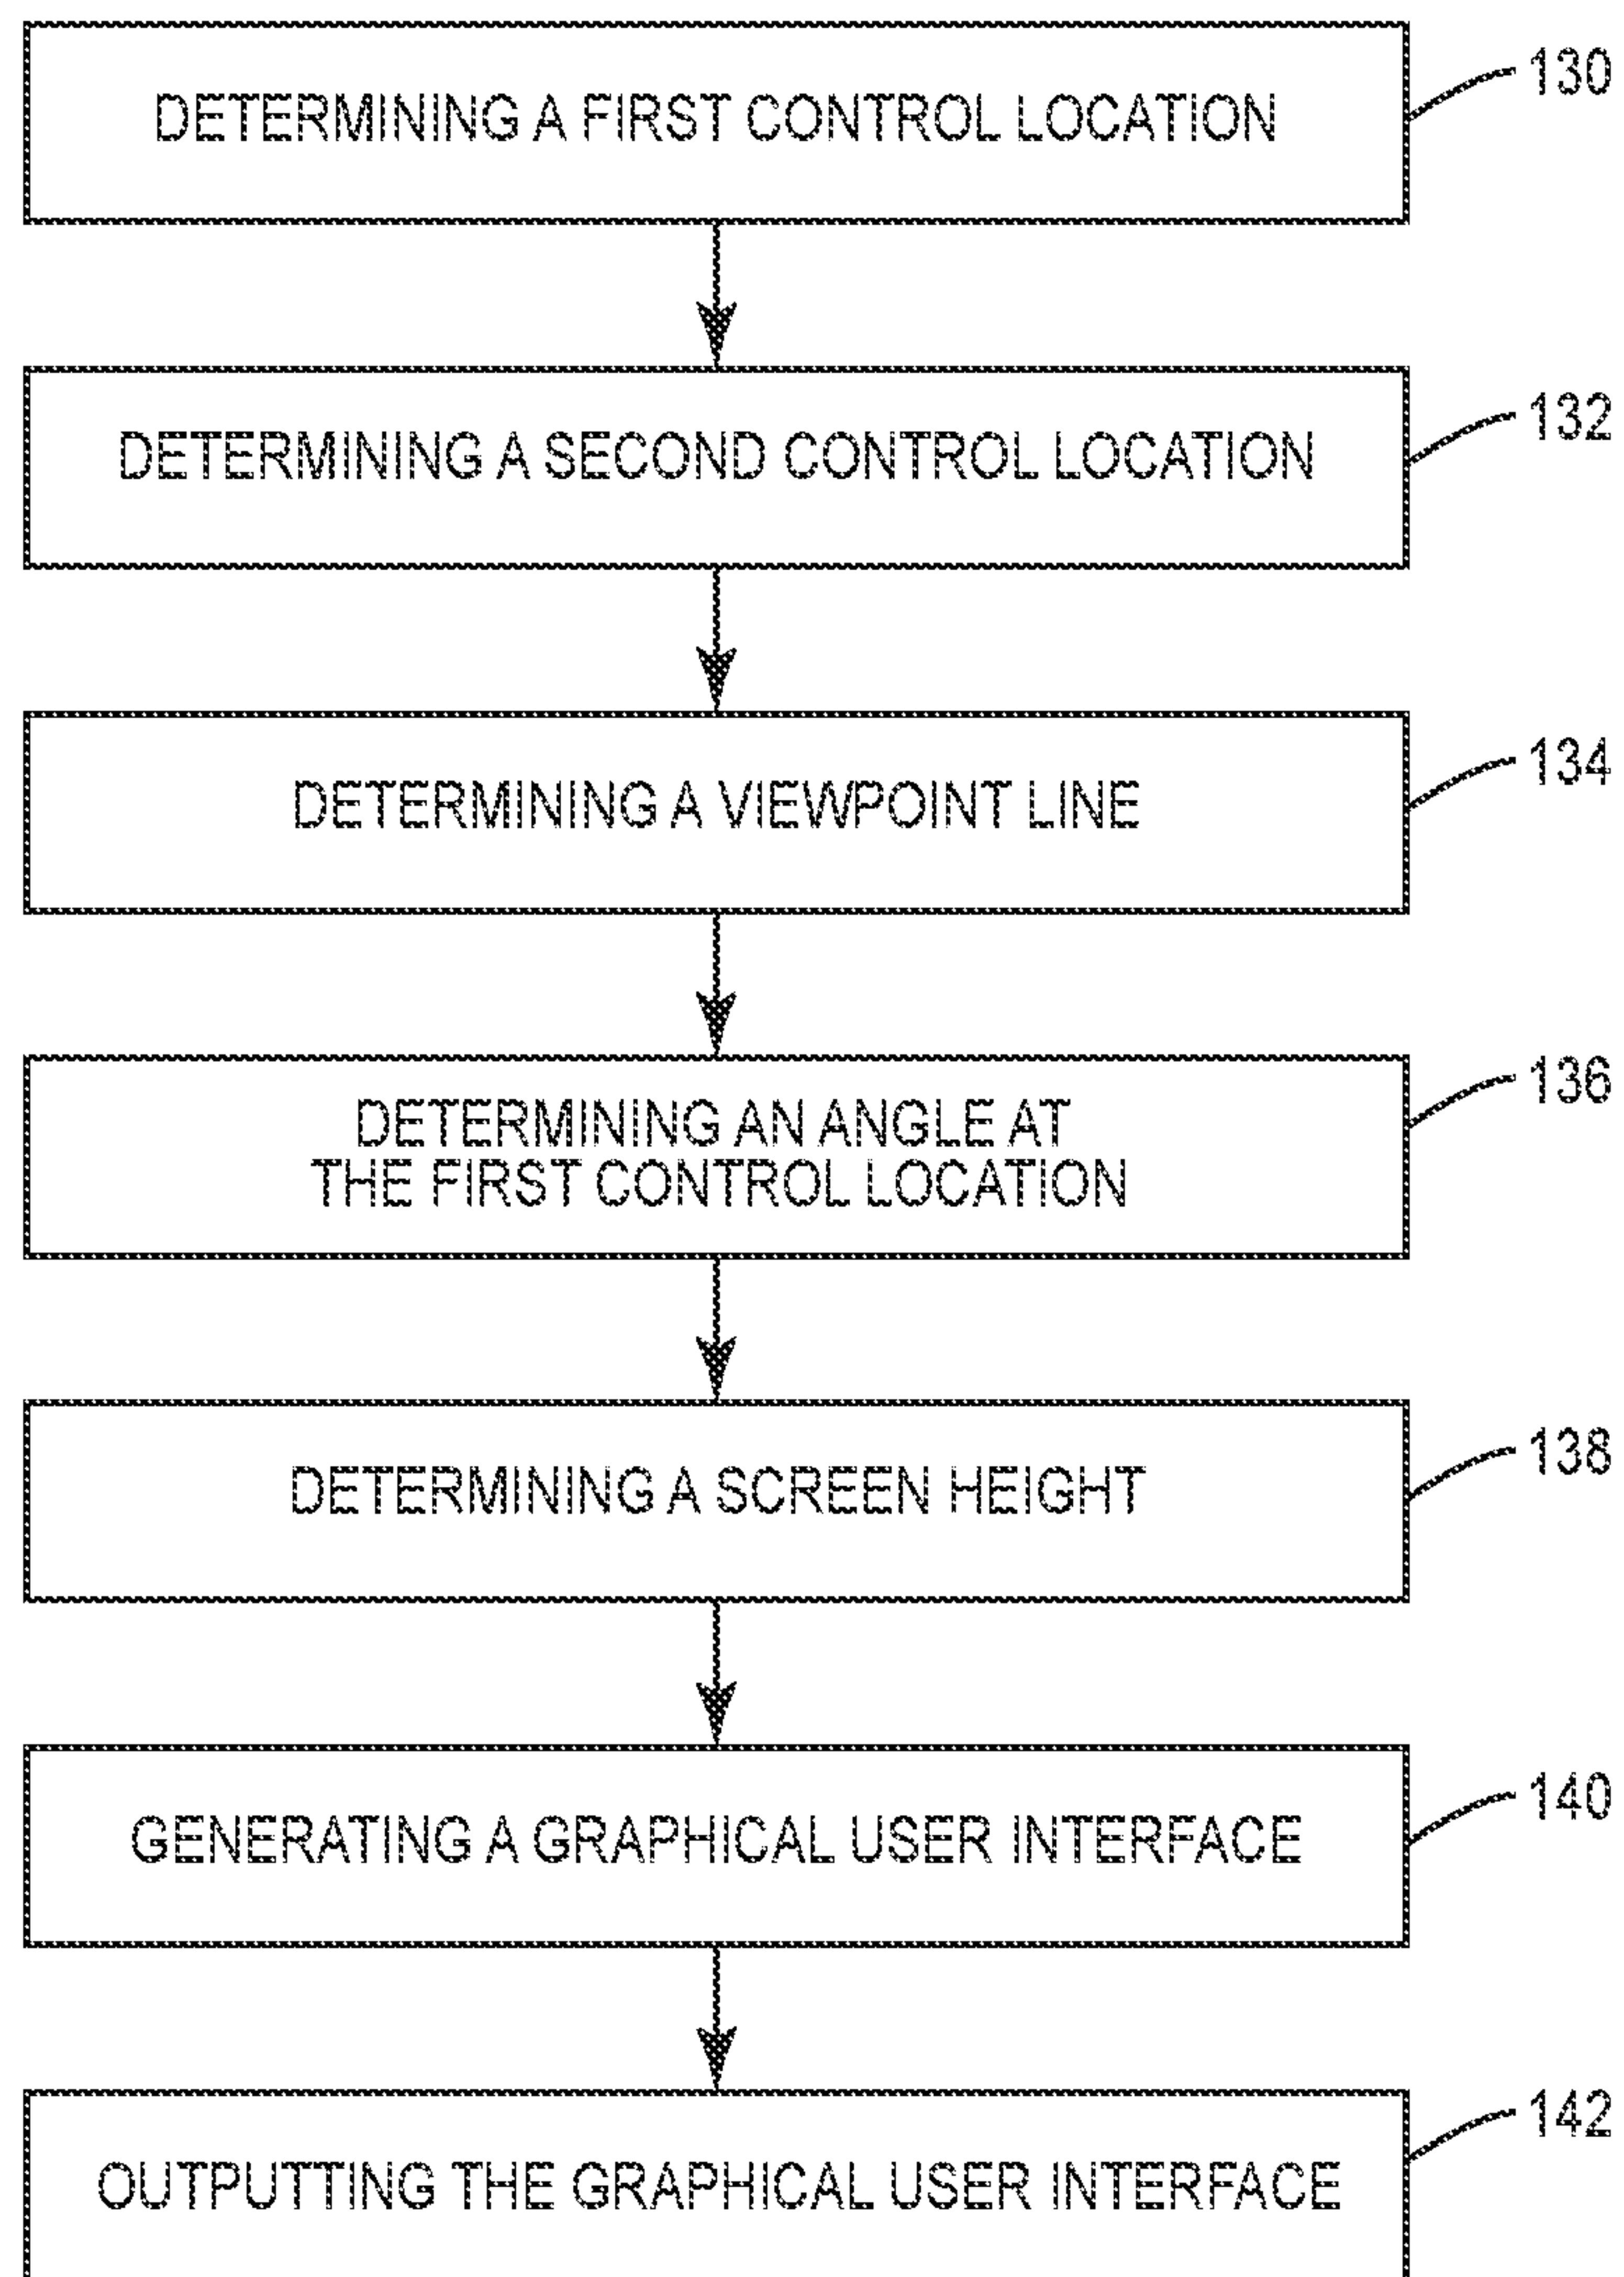 DETERMINING A FIRST CONTROL LOCATION
130
DETERMINING A SECOND CONTROL LOCATION
132
DETERMINING A VIEWPOINT LINE
134
DETERMINING AN ANGLE AT
THE FIRST CONTROL LOCATION
136
DETERMINING A SCREEN HEIGHT
138
GENERATING A GRAPHICAL USER INTERFACE
140
OUTPUTTING THE GRAPHICAL USER INTERFACE
142